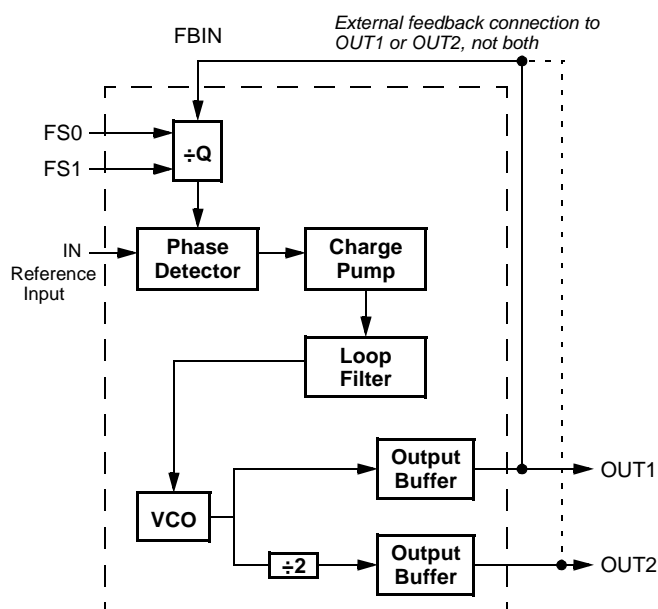 External feedback connection to
OUT1 or OUT2, not both
FBIN
FS0
÷Q
FS1
IN
Reference
Input
Phase
Detector
Charge
Pump
Loop
Filter
Output
Buffer
OUT1
VCO
÷2
Output
Buffer
OUT2